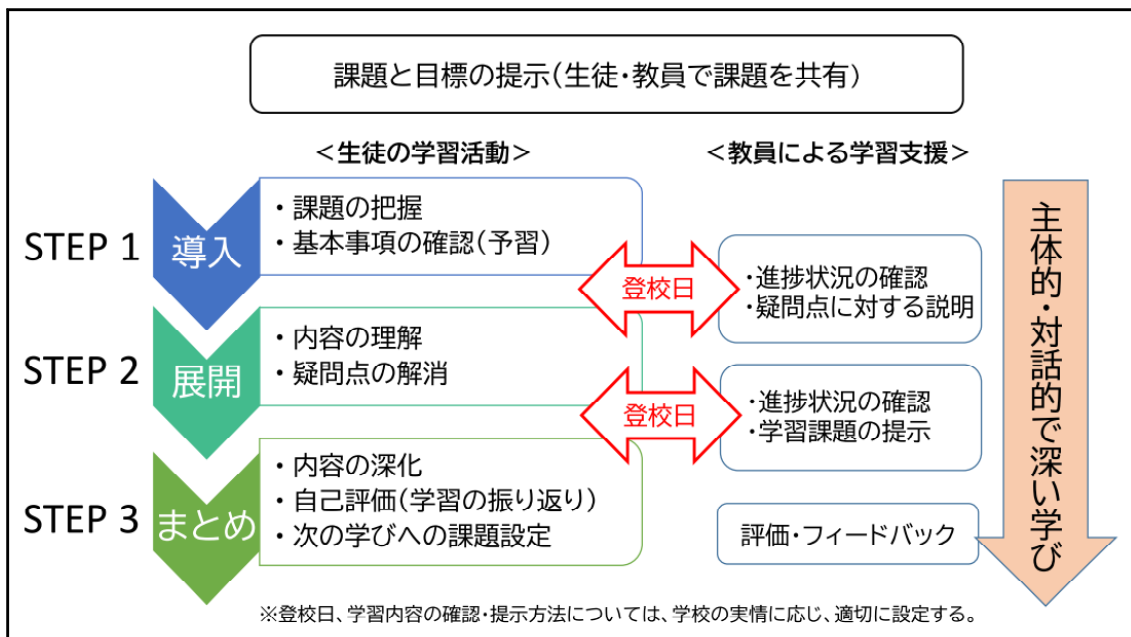 課題と目標の提示(生徒・教員で課題を共有)
<生徒の学習活動>
<教員による学習支援>
STEP 1
導入
・課題の把握
・基本事項の確認(予習)
登校日
・進捗状況の確認
・疑問点に対する説明
STEP 2
展開
・内容の理解
・疑問点の解消
登校日
・進捗状況の確認
・学習課題の提示
STEP 3
まとめ
・内容の深化
・自己評価(学習の振り返り)
・次の学びへの課題設定
評価・フィードバック
主体的・対話的で深い学び
※登校日、学習内容の確認・提示方法については、学校の実情に応じ、適切に設定する。